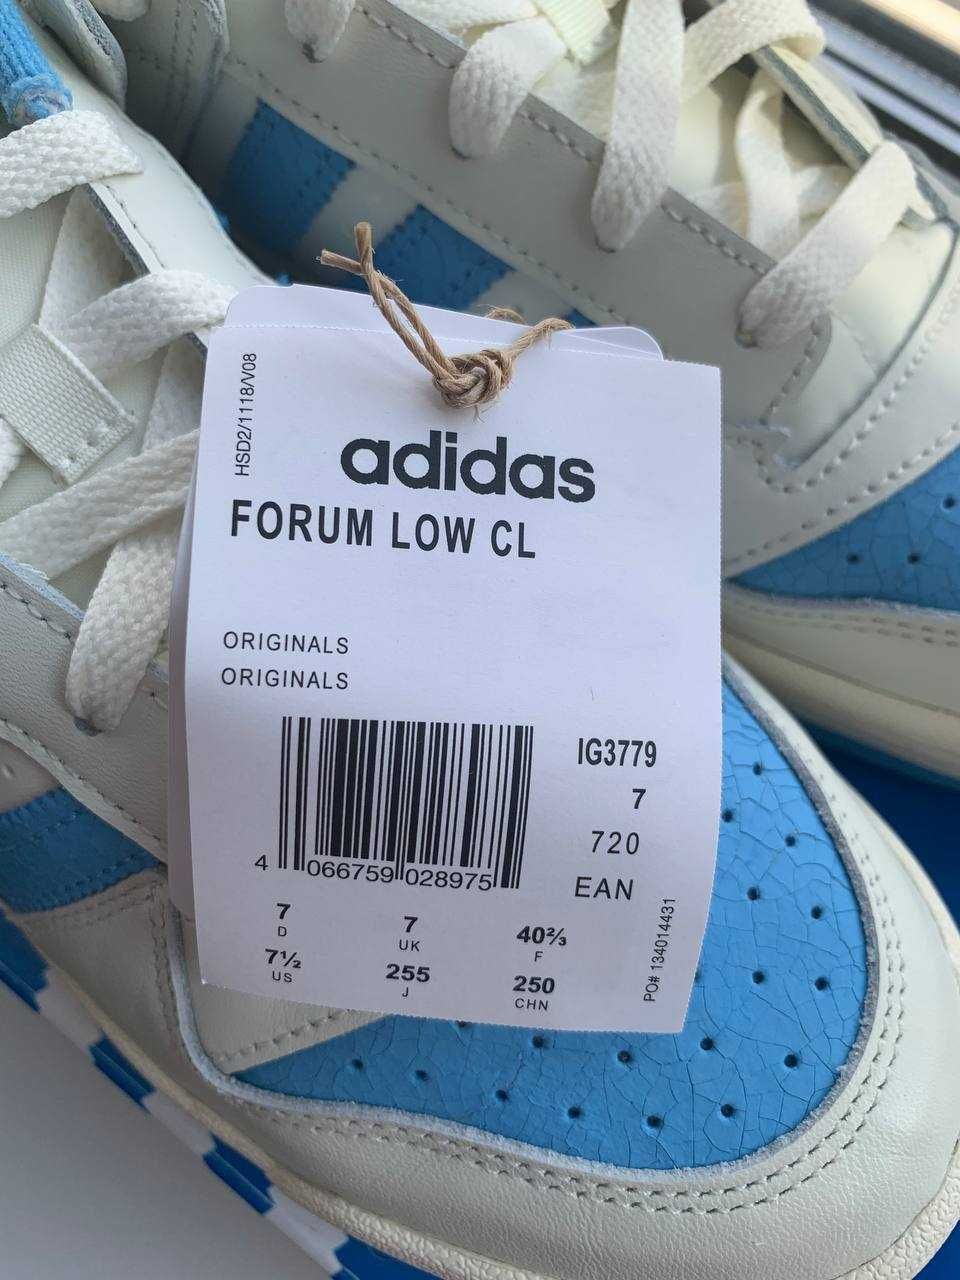 HSD2/1118/V08
adidas
FORUM LOW CL
ORIGINALS
ORIGINALS
IG3779
7
720
EAN
4 066759 028975
7
D
7
UK
40⅔
F
7½
US
255
J
250
CHN
PO# 134014431